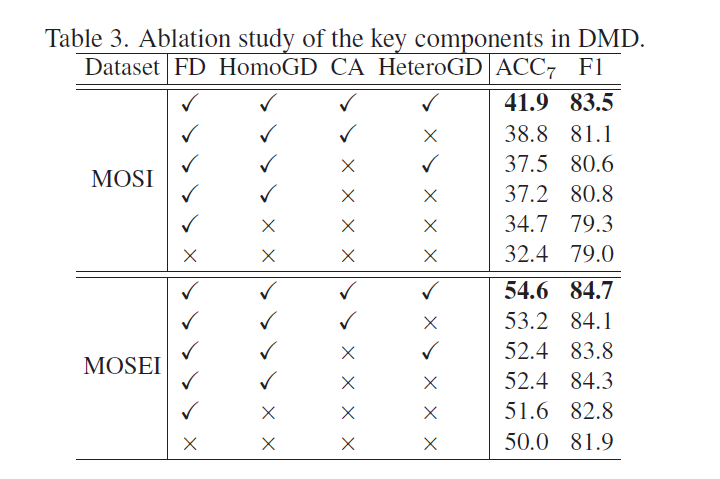 Table 3. Ablation study of the key components in DMD.
Dataset FD HomoGD CA HeteroGD ACC₇ F1
✓ ✓ ✓ ✓ 41.9 83.5
✓ ✓ ✓ × 38.8 81.1
✓ ✓ × ✓ 37.5 80.6
MOSI
✓ ✓ × × 37.2 80.8
✓ × × × 34.7 79.3
× × × × 32.4 79.0
✓ ✓ ✓ ✓ 54.6 84.7
✓ ✓ ✓ × 53.2 84.1
✓ ✓ × ✓ 52.4 83.8
MOSEI
✓ ✓ × × 52.4 84.3
✓ × × × 51.6 82.8
× × × × 50.0 81.9